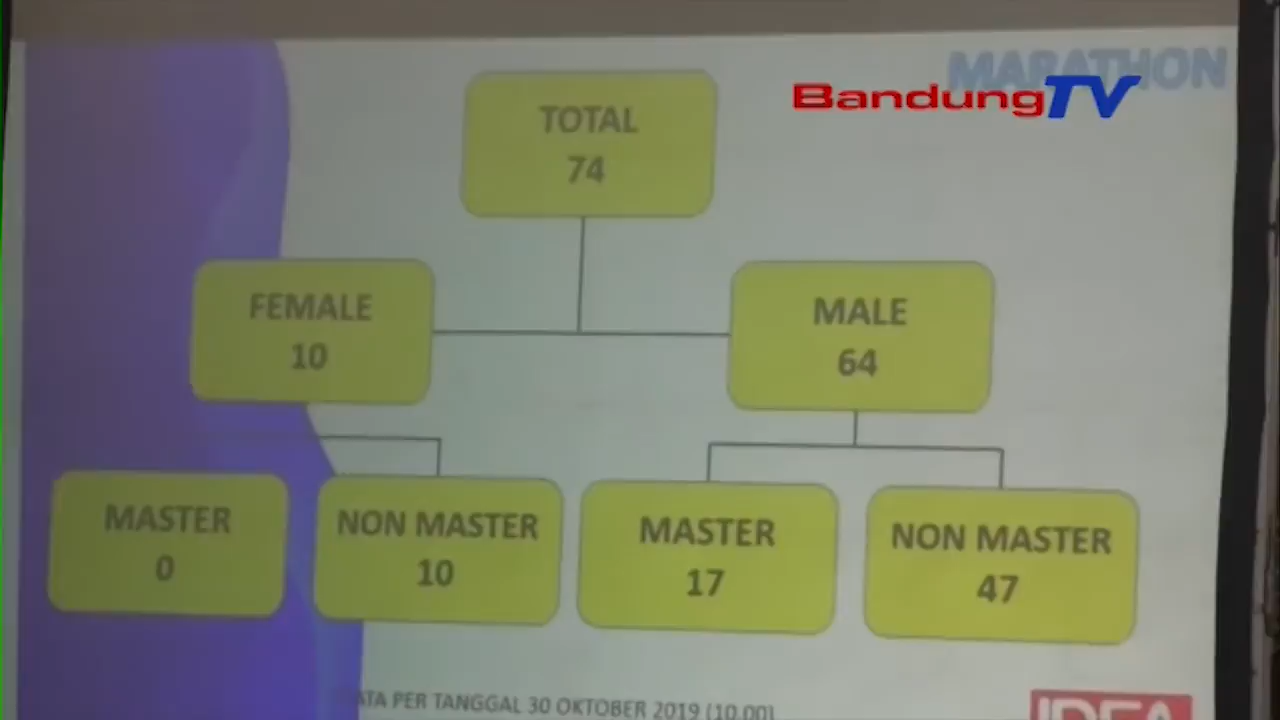 MARATHON
BandungTV
TOTAL
74
FEMALE
10
MALE
64
MASTER
0
NON MASTER
10
MASTER
17
NON MASTER
47
PER TANGGAL 30 OKTOBER 2019 (10.00)
IDEA